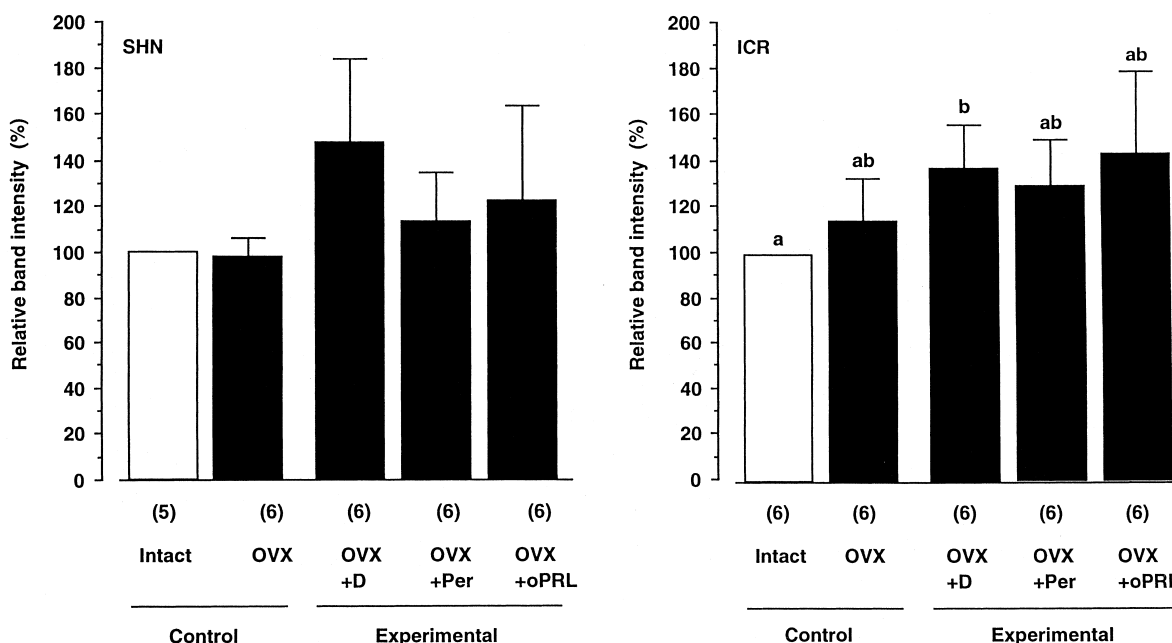 SHN
Relative band intensity (%)
200
180
160
140
120
100
80
60
40
20
0
(5) (6) (6) (6) (6)
Intact OVX OVX OVX OVX
+D +Per +oPRL
Control Experimental
ICR
Relative band intensity (%)
200
180
160
140
120
100
80
60
40
20
0
a ab b ab ab
(6) (6) (6) (6) (6)
Intact OVX OVX OVX OVX
+D +Per +oPRL
Control Experimental